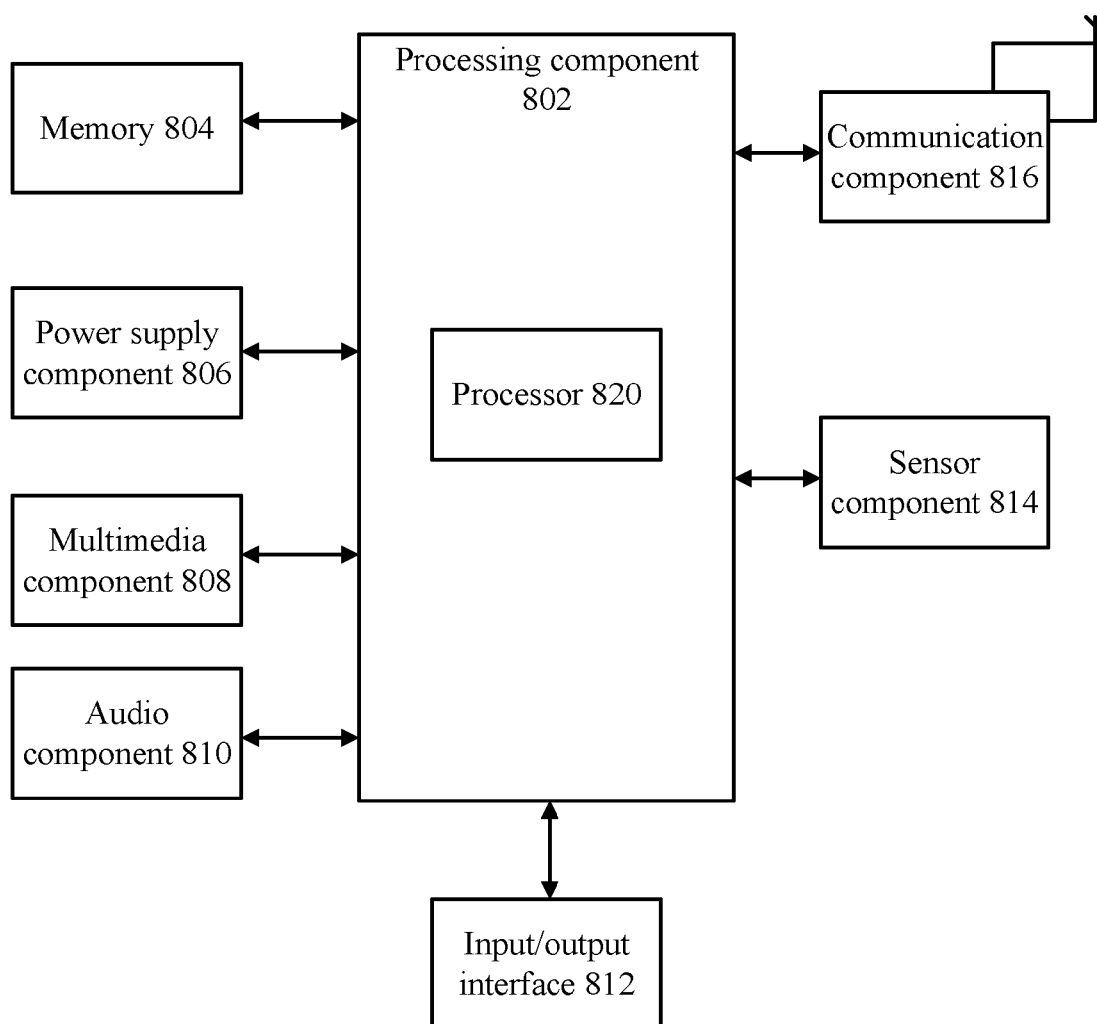 Processing component
802
Memory 804
Communication
component 816
Power supply
component 806
Processor 820
Sensor
component 814
Multimedia
component 808
Audio
component 810
Input/output
interface 812